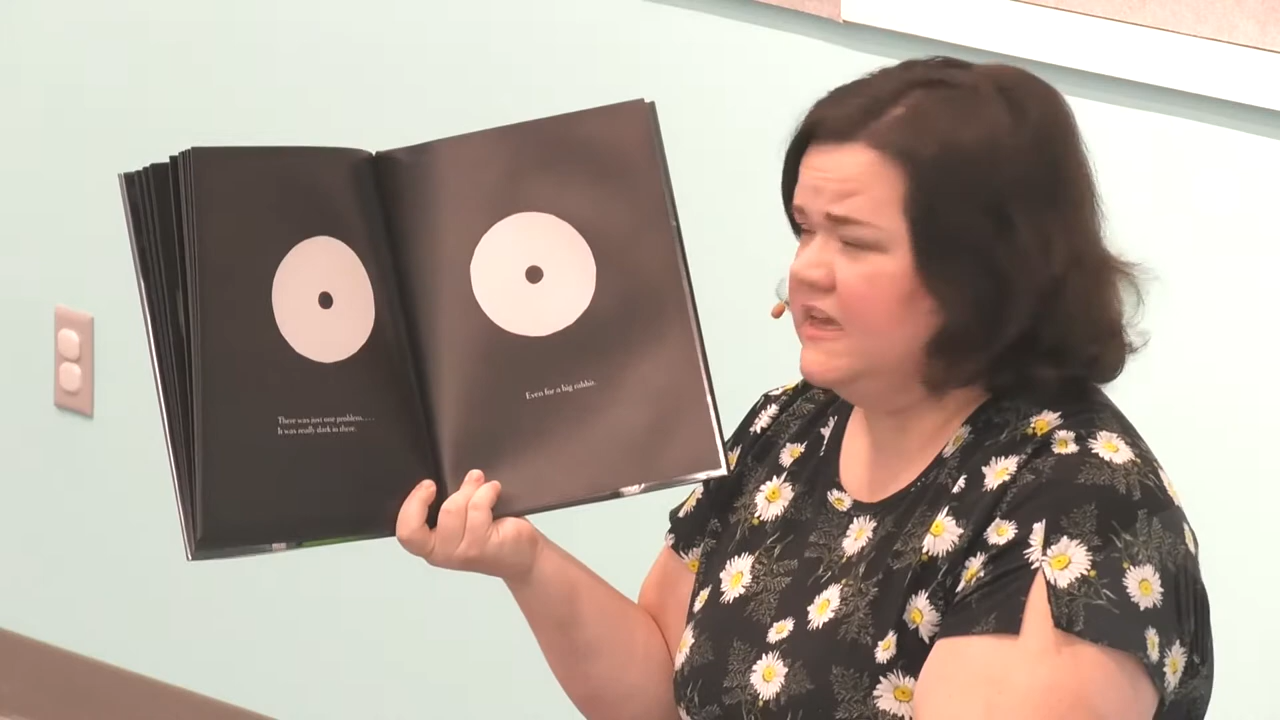 There was just one problem. . . .
It was really dark in there.
Even for a big rabbit.